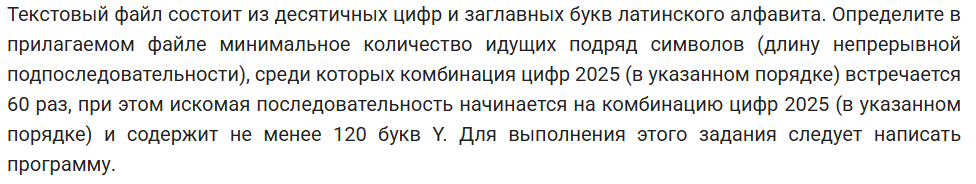 Текстовый файл состоит из десятичных цифр и заглавных букв латинского алфавита. Определите в
прилагаемом файле минимальное количество идущих подряд символов (длину непрерывной
подпоследовательности), среди которых комбинация цифр 2025 (в указанном порядке) встречается
60 раз, при этом искомая последовательность начинается на комбинацию цифр 2025 (в указанном
порядке) и содержит не менее 120 букв Y. Для выполнения этого задания следует написать
программу.